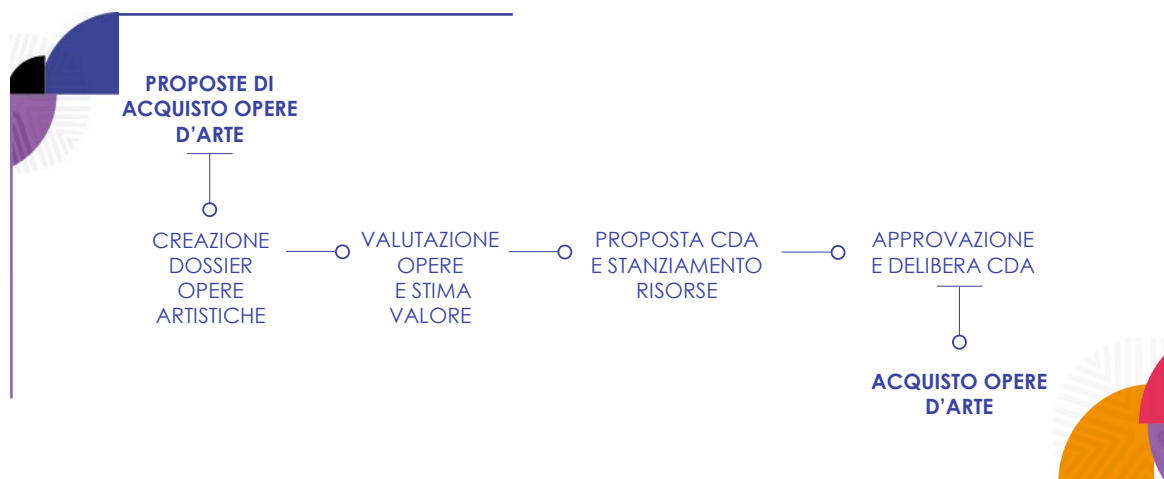 PROPOSTE DI
ACQUISTO OPERE
D’ARTE
CREAZIONE
DOSSIER
OPERE
ARTISTICHE
VALUTAZIONE
OPERE
E STIMA
VALORE
PROPOSTA CDA
E STANZIAMENTO
RISORSE
APPROVAZIONE
E DELIBERA CDA
ACQUISTO OPERE
D’ARTE